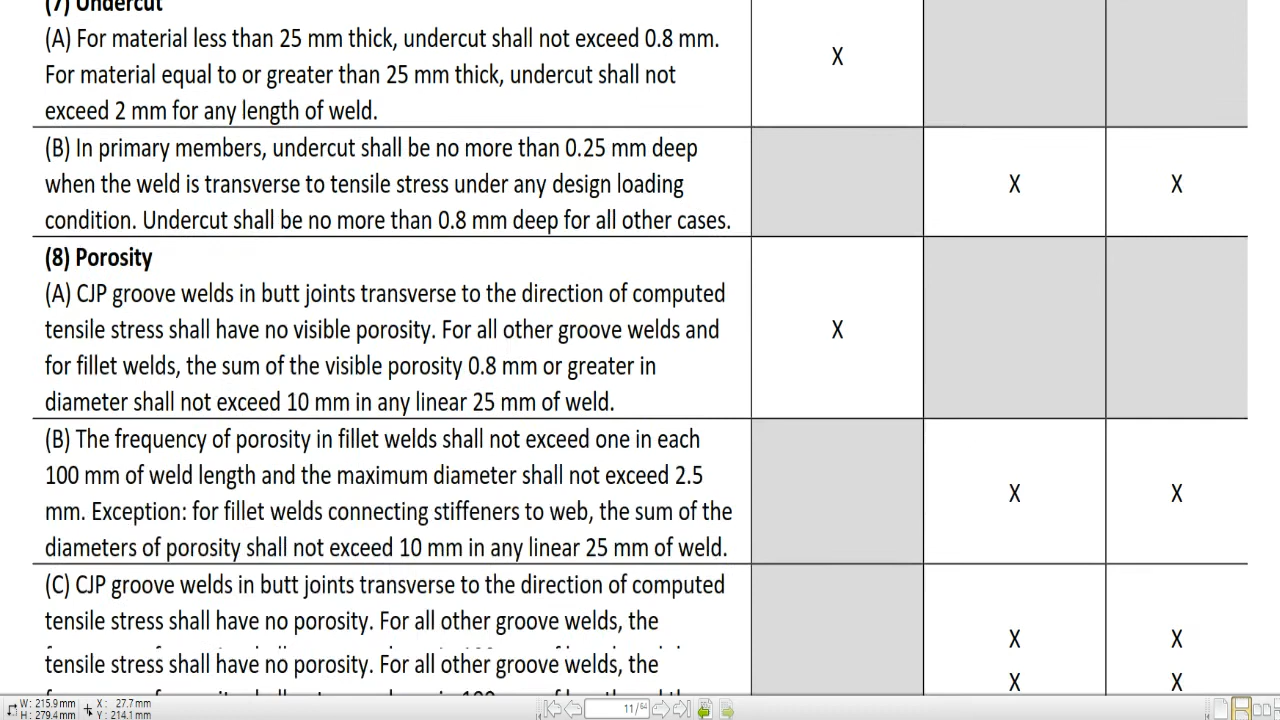 (7) Undercut
(A) For material less than 25 mm thick, undercut shall not exceed 0.8 mm.
For material equal to or greater than 25 mm thick, undercut shall not
exceed 2 mm for any length of weld.
X
(B) In primary members, undercut shall be no more than 0.25 mm deep
when the weld is transverse to tensile stress under any design loading
condition. Undercut shall be no more than 0.8 mm deep for all other cases.
X X
(8) Porosity
(A) CJP groove welds in butt joints transverse to the direction of computed
tensile stress shall have no visible porosity. For all other groove welds and
for fillet welds, the sum of the visible porosity 0.8 mm or greater in
diameter shall not exceed 10 mm in any linear 25 mm of weld.
X
(B) The frequency of porosity in fillet welds shall not exceed one in each
100 mm of weld length and the maximum diameter shall not exceed 2.5
mm. Exception: for fillet welds connecting stiffeners to web, the sum of the
diameters of porosity shall not exceed 10 mm in any linear 25 mm of weld.
X X
(C) CJP groove welds in butt joints transverse to the direction of computed
tensile stress shall have no porosity. For all other groove welds, the
X X
tensile stress shall have no porosity. For all other groove welds, the
X X
W: 215.9 mm X: 27.7 mm
H: 279.4 mm Y: 214.1 mm
11/64